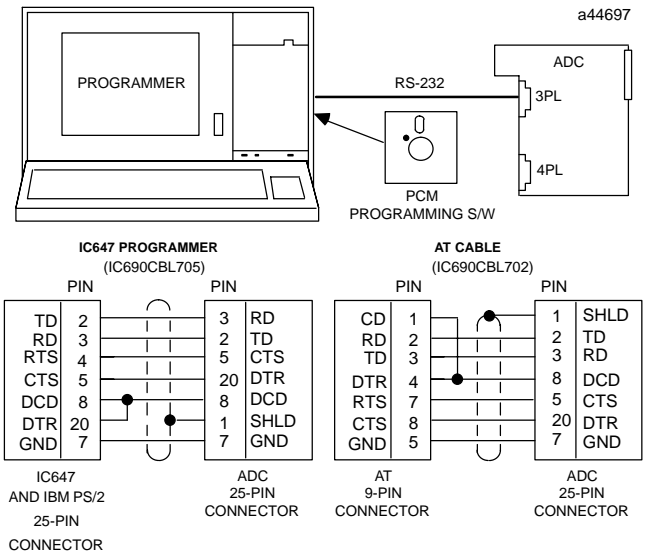 a44697
PROGRAMMER
RS-232
ADC
3PL
4PL
PCM
PROGRAMMING S/W
IC647 PROGRAMMER
(IC690CBL705)
PIN PIN
TD 2 3 RD
RD 3 2 TD
RTS 4 5 CTS
CTS 5 20 DTR
DCD 8 8 DCD
DTR 20 1 SHLD
GND 7 7 GND
IC647
AND IBM PS/2
25-PIN
CONNECTOR
ADC
25-PIN
CONNECTOR
AT CABLE
(IC690CBL702)
PIN PIN
CD 1 1 SHLD
RD 2 2 TD
TD 3 3 RD
DTR 4 8 DCD
RTS 7 5 CTS
CTS 8 20 DTR
GND 5 7 GND
AT
9-PIN
CONNECTOR
ADC
25-PIN
CONNECTOR